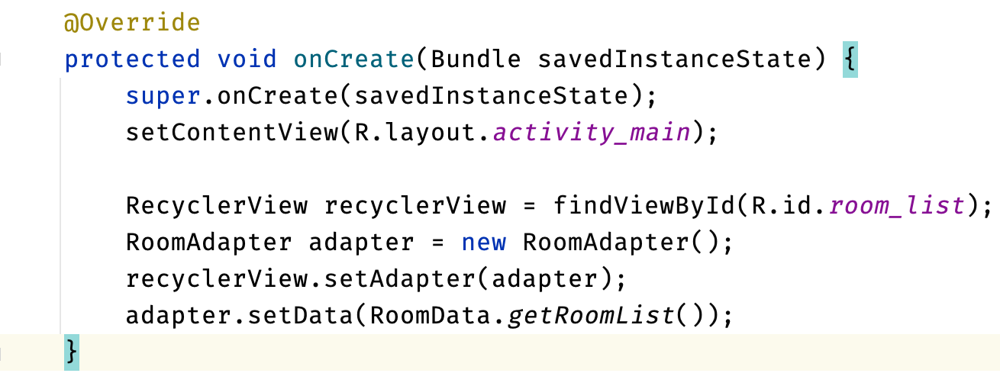 @Override
protected void onCreate(Bundle savedInstanceState) {
super.onCreate(savedInstanceState);
setContentView(R.layout.activity_main);
RecyclerView recyclerView = findViewById(R.id.room_list);
RoomAdapter adapter = new RoomAdapter();
recyclerView.setAdapter(adapter);
adapter.setData(RoomData.getRoomList());
}